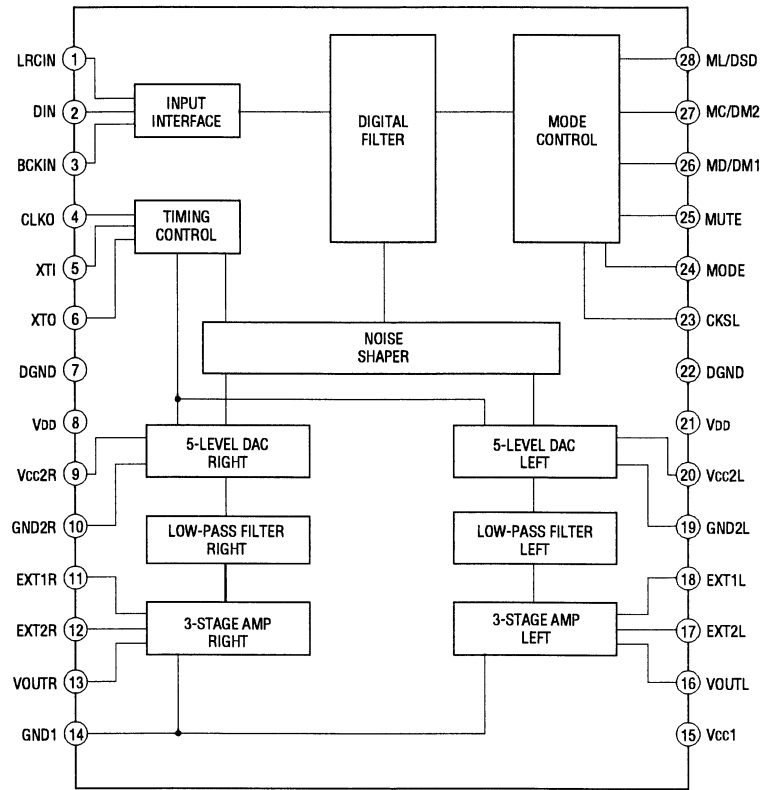 LRCIN 1
DIN 2
BCKIN 3
CLKO 4
XTI 5
XTO 6
DGND 7
VDD 8
VCC2R 9
GND2R 10
EXT1R 11
EXT2R 12
VOUTR 13
GND1 14
INPUT
INTERFACE
DIGITAL
FILTER
MODE
CONTROL
TIMING
CONTROL
NOISE
SHAPER
5-LEVEL DAC
RIGHT
5-LEVEL DAC
LEFT
LOW-PASS FILTER
RIGHT
LOW-PASS FILTER
LEFT
3-STAGE AMP
RIGHT
3-STAGE AMP
LEFT
28 ML/DSD
27 MC/DM2
26 MD/DM1
25 MUTE
24 MODE
23 CKSL
22 DGND
21 VDD
20 VCC2L
19 GND2L
18 EXT1L
17 EXT2L
16 VOUTL
15 VCC1